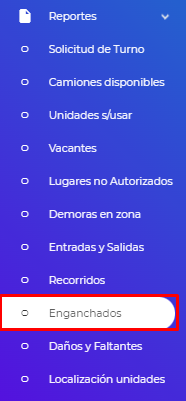 Reportes
Solicitud de Turno
Camiones disponibles
Unidades s/usar
Vacantes
Lugares no Autorizados
Demoras en zona
Entradas y Salidas
Recorridos
Enganchados
Daños y Faltantes
Localización unidades